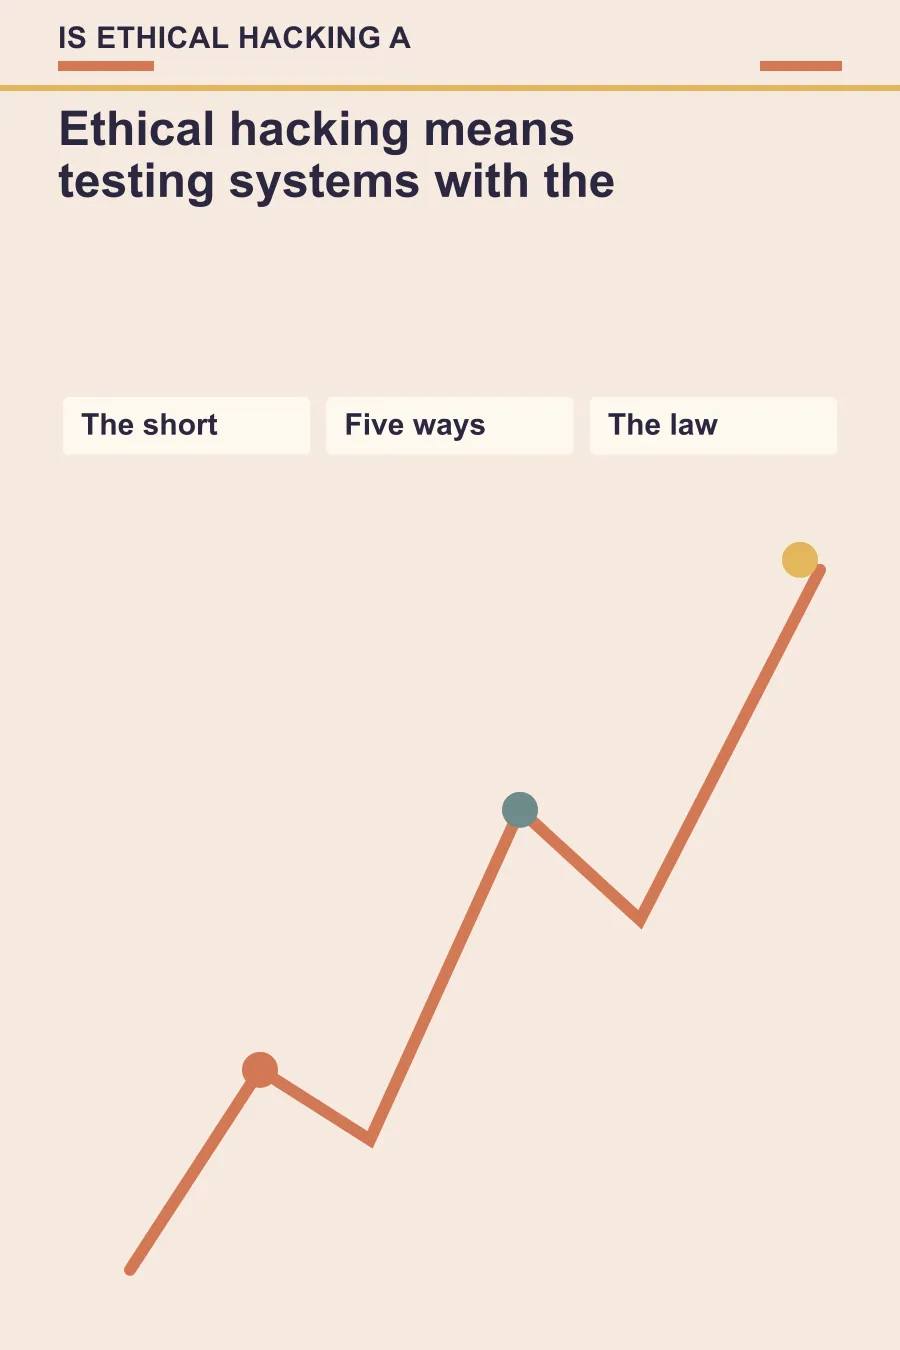 IS ETHICAL HACKING A
Ethical hacking means
testing systems with the
The short
Five ways
The law